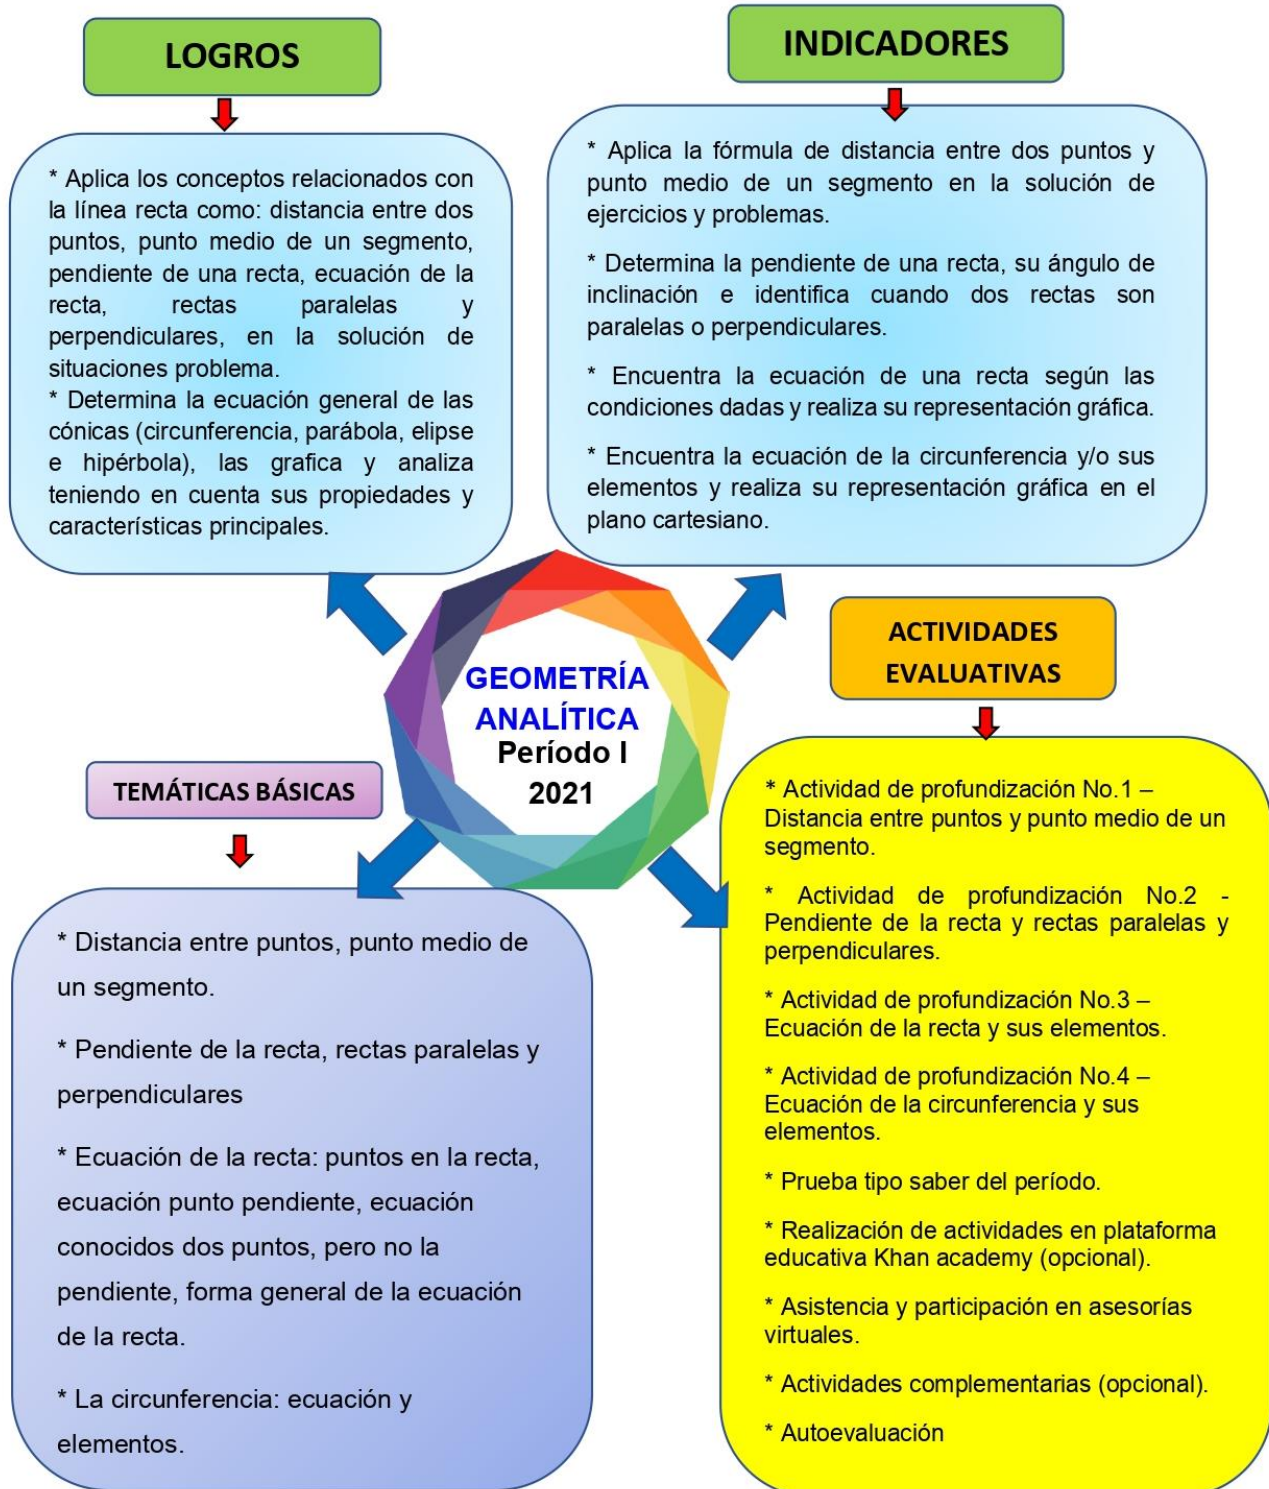 LOGROS
* Aplica los conceptos relacionados con
la línea recta como: distancia entre dos
puntos, punto medio de un segmento,
pendiente de una recta, ecuación de la
recta, rectas paralelas y
perpendiculares, en la solución de
situaciones problema.
* Determina la ecuación general de las
cónicas (circunferencia, parábola, elipse
e hipérbola), las grafica y analiza
teniendo en cuenta sus propiedades y
características principales.
INDICADORES
* Aplica la fórmula de distancia entre dos puntos y
punto medio de un segmento en la solución de
ejercicios y problemas.
* Determina la pendiente de una recta, su ángulo de
inclinación e identifica cuando dos rectas son
paralelas o perpendiculares.
* Encuentra la ecuación de una recta según las
condiciones dadas y realiza su representación gráfica.
* Encuentra la ecuación de la circunferencia y/o sus
elementos y realiza su representación gráfica en el
plano cartesiano.
GEOMETRÍA
ANALÍTICA
Período I
2021
TEMÁTICAS BÁSICAS
* Distancia entre puntos, punto medio de
un segmento.
* Pendiente de la recta, rectas paralelas y
perpendiculares
* Ecuación de la recta: puntos en la recta,
ecuación punto pendiente, ecuación
conocidos dos puntos, pero no la
pendiente, forma general de la ecuación
de la recta.
* La circunferencia: ecuación y
elementos.
ACTIVIDADES
EVALUATIVAS
* Actividad de profundización No.1 –
Distancia entre puntos y punto medio de un
segmento.
* Actividad de profundización No.2 -
Pendiente de la recta y rectas paralelas y
perpendiculares.
* Actividad de profundización No.3 –
Ecuación de la recta y sus elementos.
* Actividad de profundización No.4 –
Ecuación de la circunferencia y sus
elementos.
* Prueba tipo saber del período.
* Realización de actividades en plataforma
educativa Khan academy (opcional).
* Asistencia y participación en asesorías
virtuales.
* Actividades complementarias (opcional).
* Autoevaluación